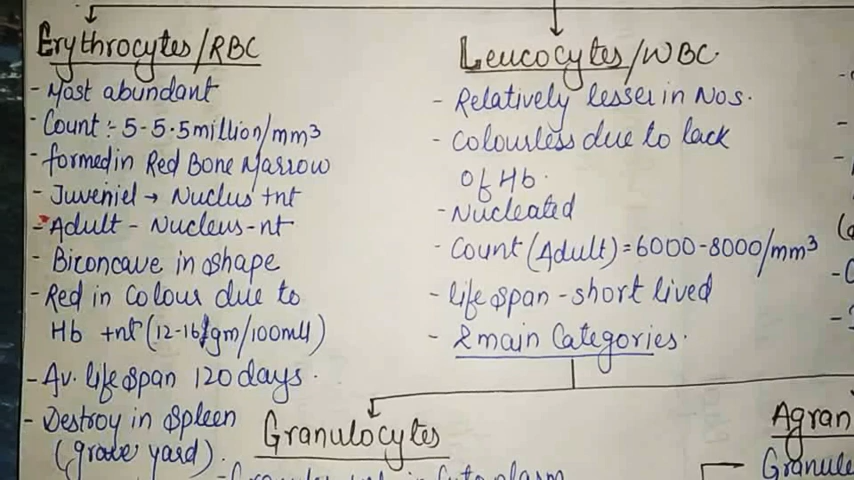 Erythrocytes/RBC
- Most abundant
- Count :- 5-5.5 million/mm3
- formed in Red Bone Marrow
- Juveniel → Nuclus +nt
- Adult - Nucleus -nt
- Biconcave in shape
- Red in Colour due to
Hb +nt (12-16 gm/100ml)
- Av. life span 120 days.
- Destroy in Spleen
(grave yard).
Leucocytes/WBC
- Relatively lesser in Nos.
- Colourless due to lack
of Hb.
- Nucleated
- Count (Adult) = 6000-8000/mm3
- life span - short lived
- 2 main Categories.
Granulocytes
Agran
Granule